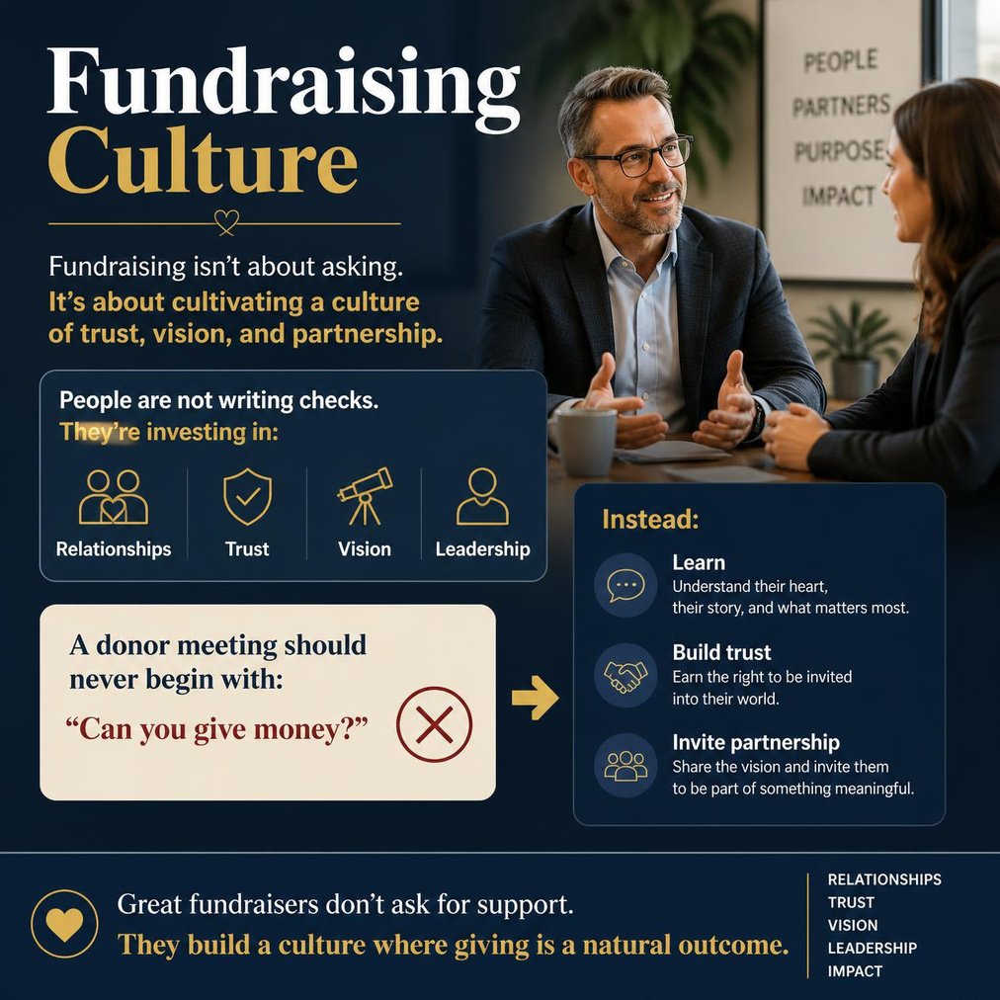 Fundraising
Culture
PEOPLE
PARTNERS
PURPOSE
IMPACT
Fundraising isn't about asking.
It's about cultivating a culture
of trust, vision, and partnership.
People are not writing checks.
They're investing in:
Relationships
Trust
Vision
Leadership
A donor meeting should
never begin with:
“Can you give money?”
Instead:
Learn
Understand their heart,
their story, and what matters most.
Build trust
Earn the right to be invited
into their world.
Invite partnership
Share the vision and invite them
to be part of something meaningful.
Great fundraisers don't ask for support.
They build a culture where giving is a natural outcome.
RELATIONSHIPS
TRUST
VISION
LEADERSHIP
IMPACT